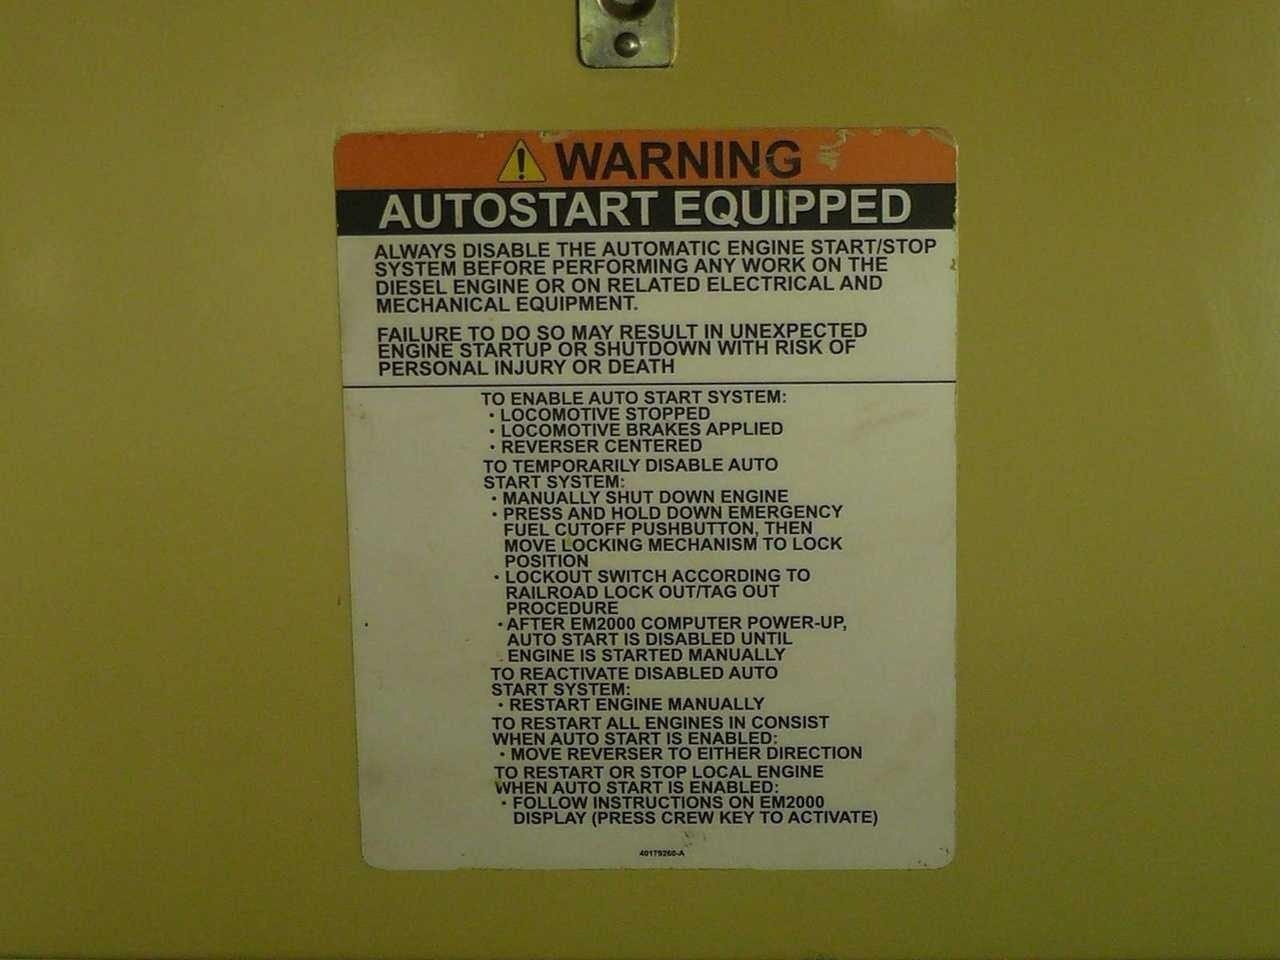 WARNING
AUTOSTART EQUIPPED
ALWAYS DISABLE THE AUTOMATIC ENGINE START/STOP
SYSTEM BEFORE PERFORMING ANY WORK ON THE
DIESEL ENGINE OR ON RELATED ELECTRICAL AND
MECHANICAL EQUIPMENT.
FAILURE TO DO SO MAY RESULT IN UNEXPECTED
ENGINE STARTUP OR SHUTDOWN WITH RISK OF
PERSONAL INJURY OR DEATH
TO ENABLE AUTO START SYSTEM:
• LOCOMOTIVE STOPPED
• LOCOMOTIVE BRAKES APPLIED
• REVERSER CENTERED
TO TEMPORARILY DISABLE AUTO
START SYSTEM:
• MANUALLY SHUT DOWN ENGINE
• PRESS AND HOLD DOWN EMERGENCY
FUEL CUTOFF PUSHBUTTON, THEN
MOVE LOCKING MECHANISM TO LOCK
POSITION
• LOCKOUT SWITCH ACCORDING TO
RAILROAD LOCK OUT/TAG OUT
PROCEDURE
• AFTER EM2000 COMPUTER POWER-UP,
AUTO START IS DISABLED UNTIL
ENGINE IS STARTED MANUALLY
TO REACTIVATE DISABLED AUTO
START SYSTEM:
• RESTART ENGINE MANUALLY
TO RESTART ALL ENGINES IN CONSIST
WHEN AUTO START IS ENABLED:
• MOVE REVERSER TO EITHER DIRECTION
TO RESTART OR STOP LOCAL ENGINE
WHEN AUTO START IS ENABLED:
• FOLLOW INSTRUCTIONS ON EM2000
DISPLAY (PRESS CREW KEY TO ACTIVATE)
40179260-A